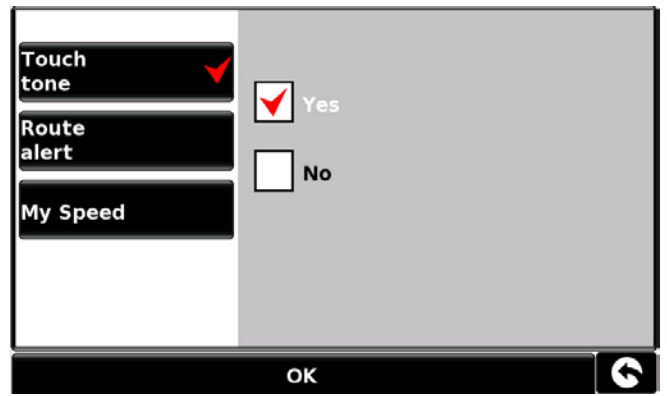 Touch
tone
Yes
Route
alert
No
My Speed
OK